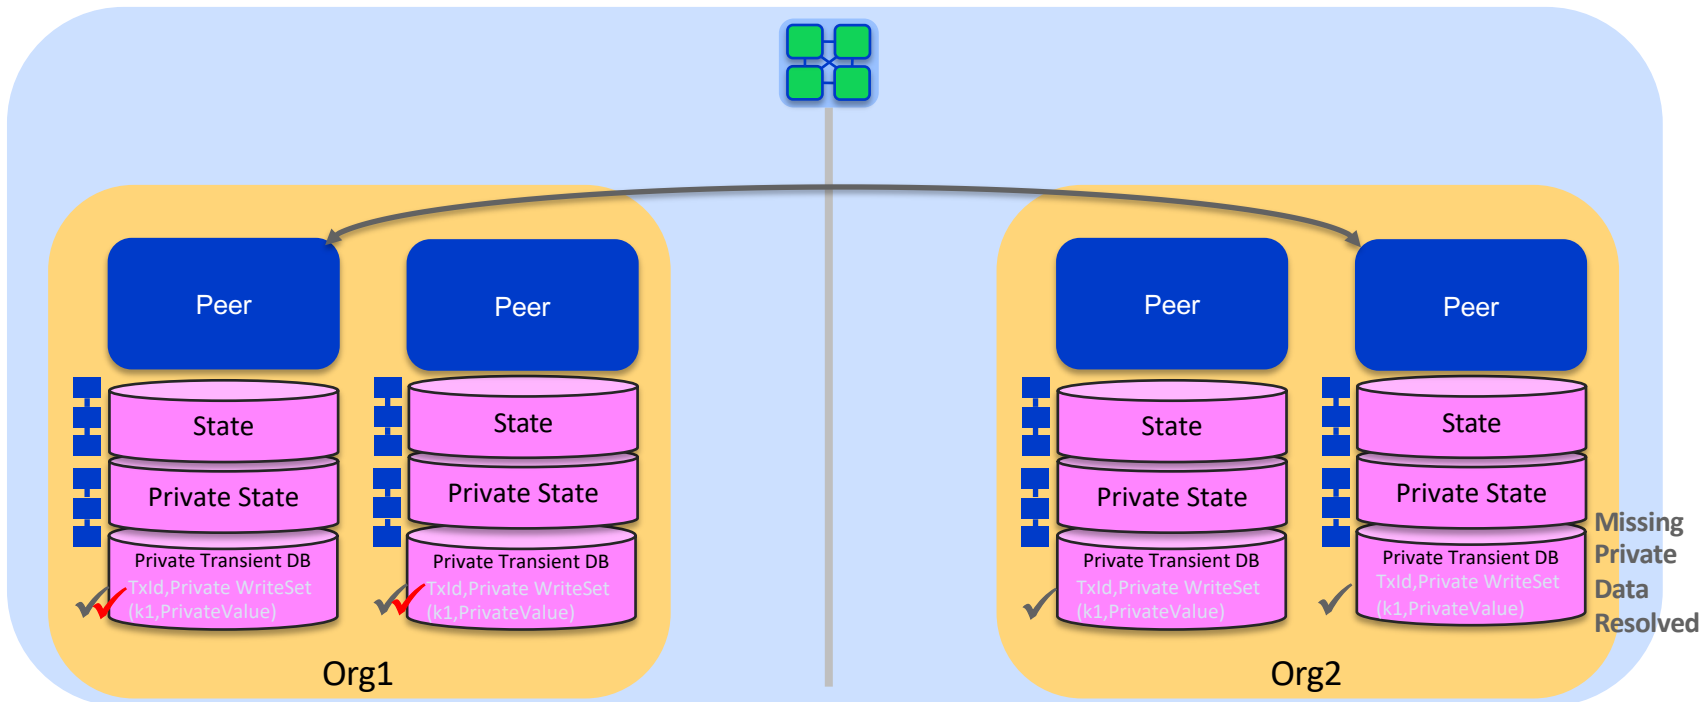 Peer
State
Private State
Private Transient DB
TxId,Private WriteSet
(k1,PrivateValue)
Peer
State
Private State
Private Transient DB
TxId,Private WriteSet
(k1,PrivateValue)
Org1
Peer
State
Private State
Private Transient DB
TxId,Private WriteSet
(k1,PrivateValue)
Peer
State
Private State
Private Transient DB
TxId,Private WriteSet
(k1,PrivateValue)
Missing
Private
Data
Resolved
Org2